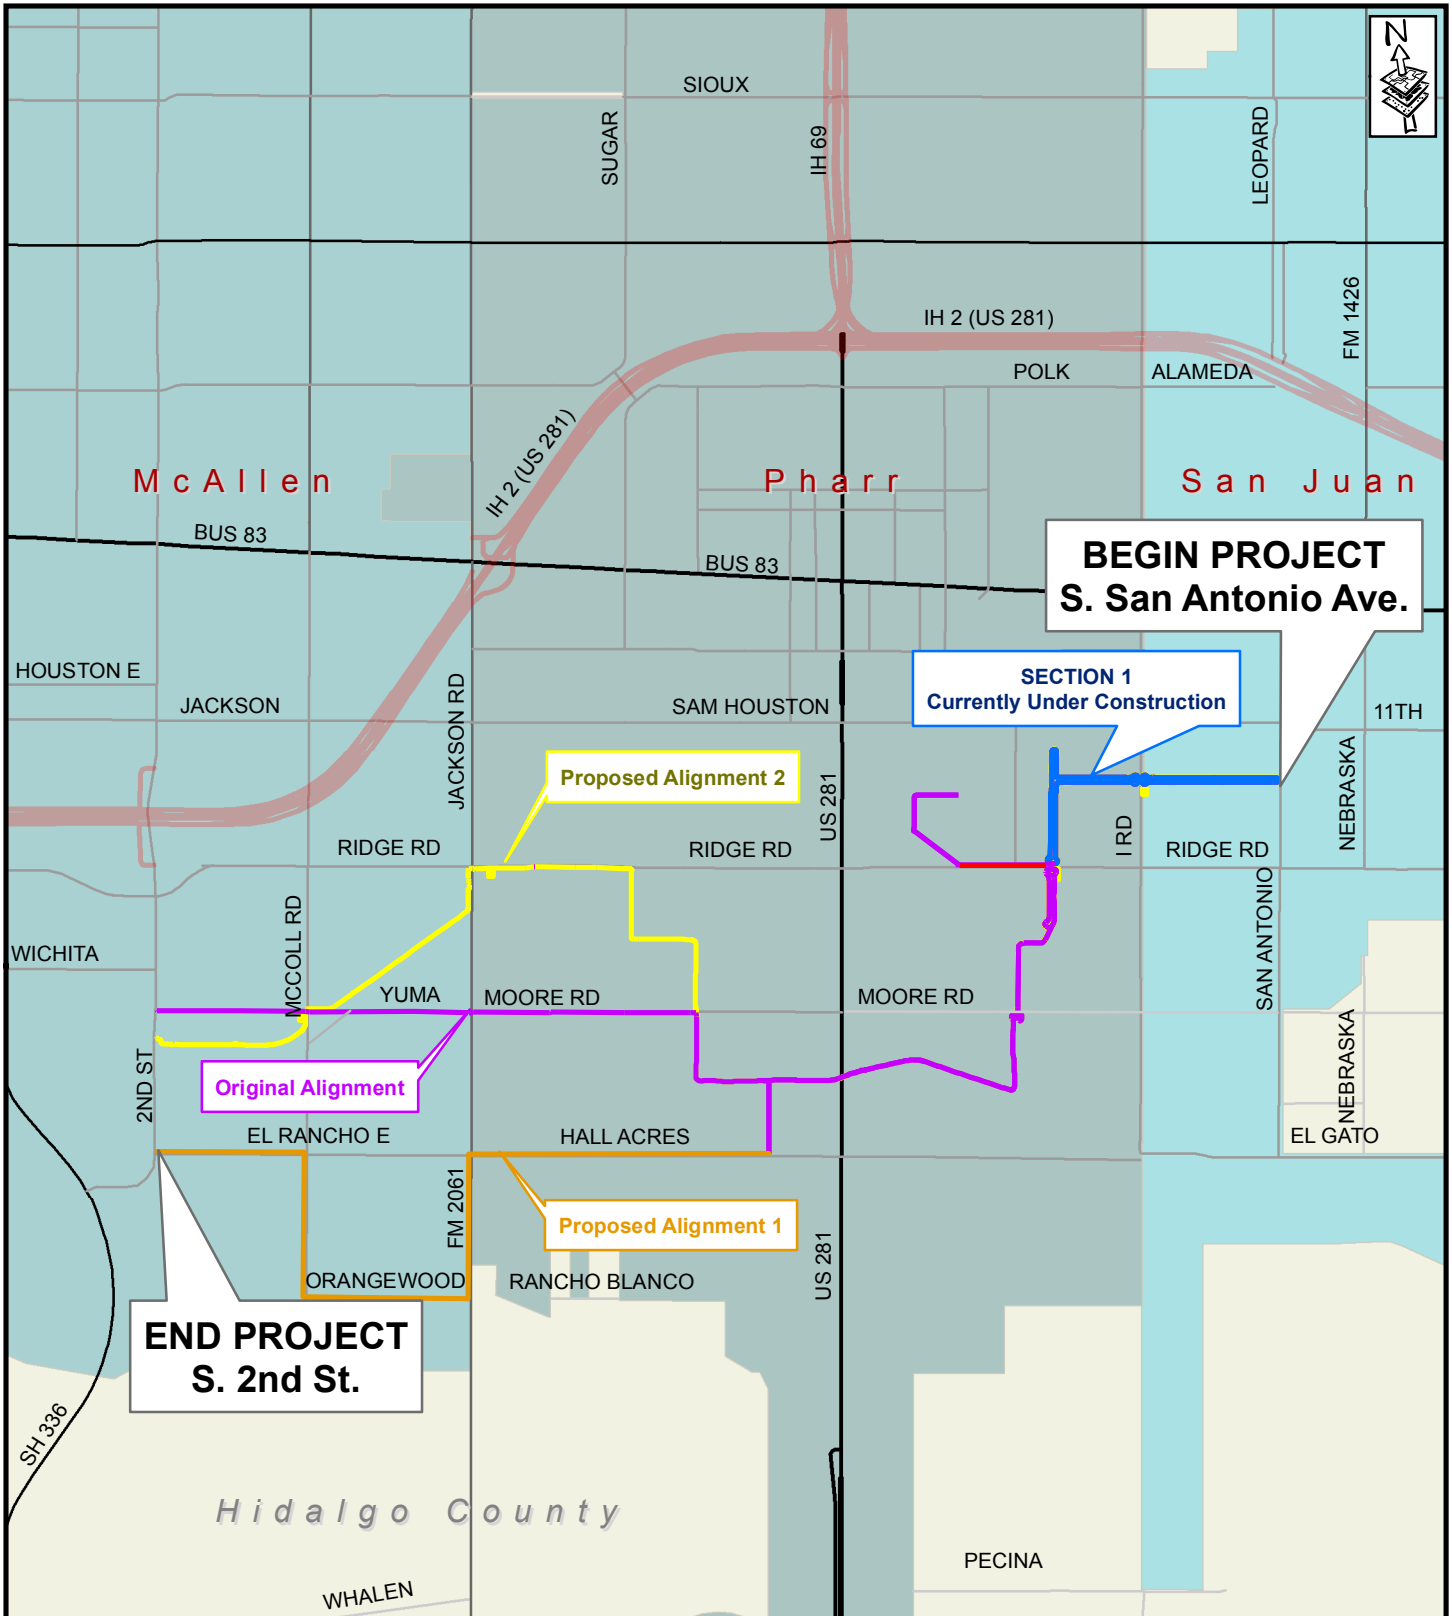 N
SIOUX
SUGAR
IH 69
LEOPARD
IH 2 (US 281)
FM 1426
POLK
ALAMEDA
IH 2 (US 281)
McAllen
Pharr
San Juan
BUS 83
BUS 83
BEGIN PROJECT
S. San Antonio Ave.
HOUSTON E
JACKSON
JACKSON RD
SAM HOUSTON
SECTION 1
Currently Under Construction
11TH
NEBRASKA
Proposed Alignment 2
US 281
I RD
RIDGE RD
RIDGE RD
RIDGE RD
WICHITA
MCCOLL RD
SAN ANTONIO
YUMA
MOORE RD
MOORE RD
NEBRASKA
2ND ST
Original Alignment
EL RANCHO E
HALL ACRES
EL GATO
FM 2061
Proposed Alignment 1
US 281
ORANGEWOOD
RANCHO BLANCO
END PROJECT
S. 2nd St.
SH 336
Hidalgo County
PECINA
WHALEN